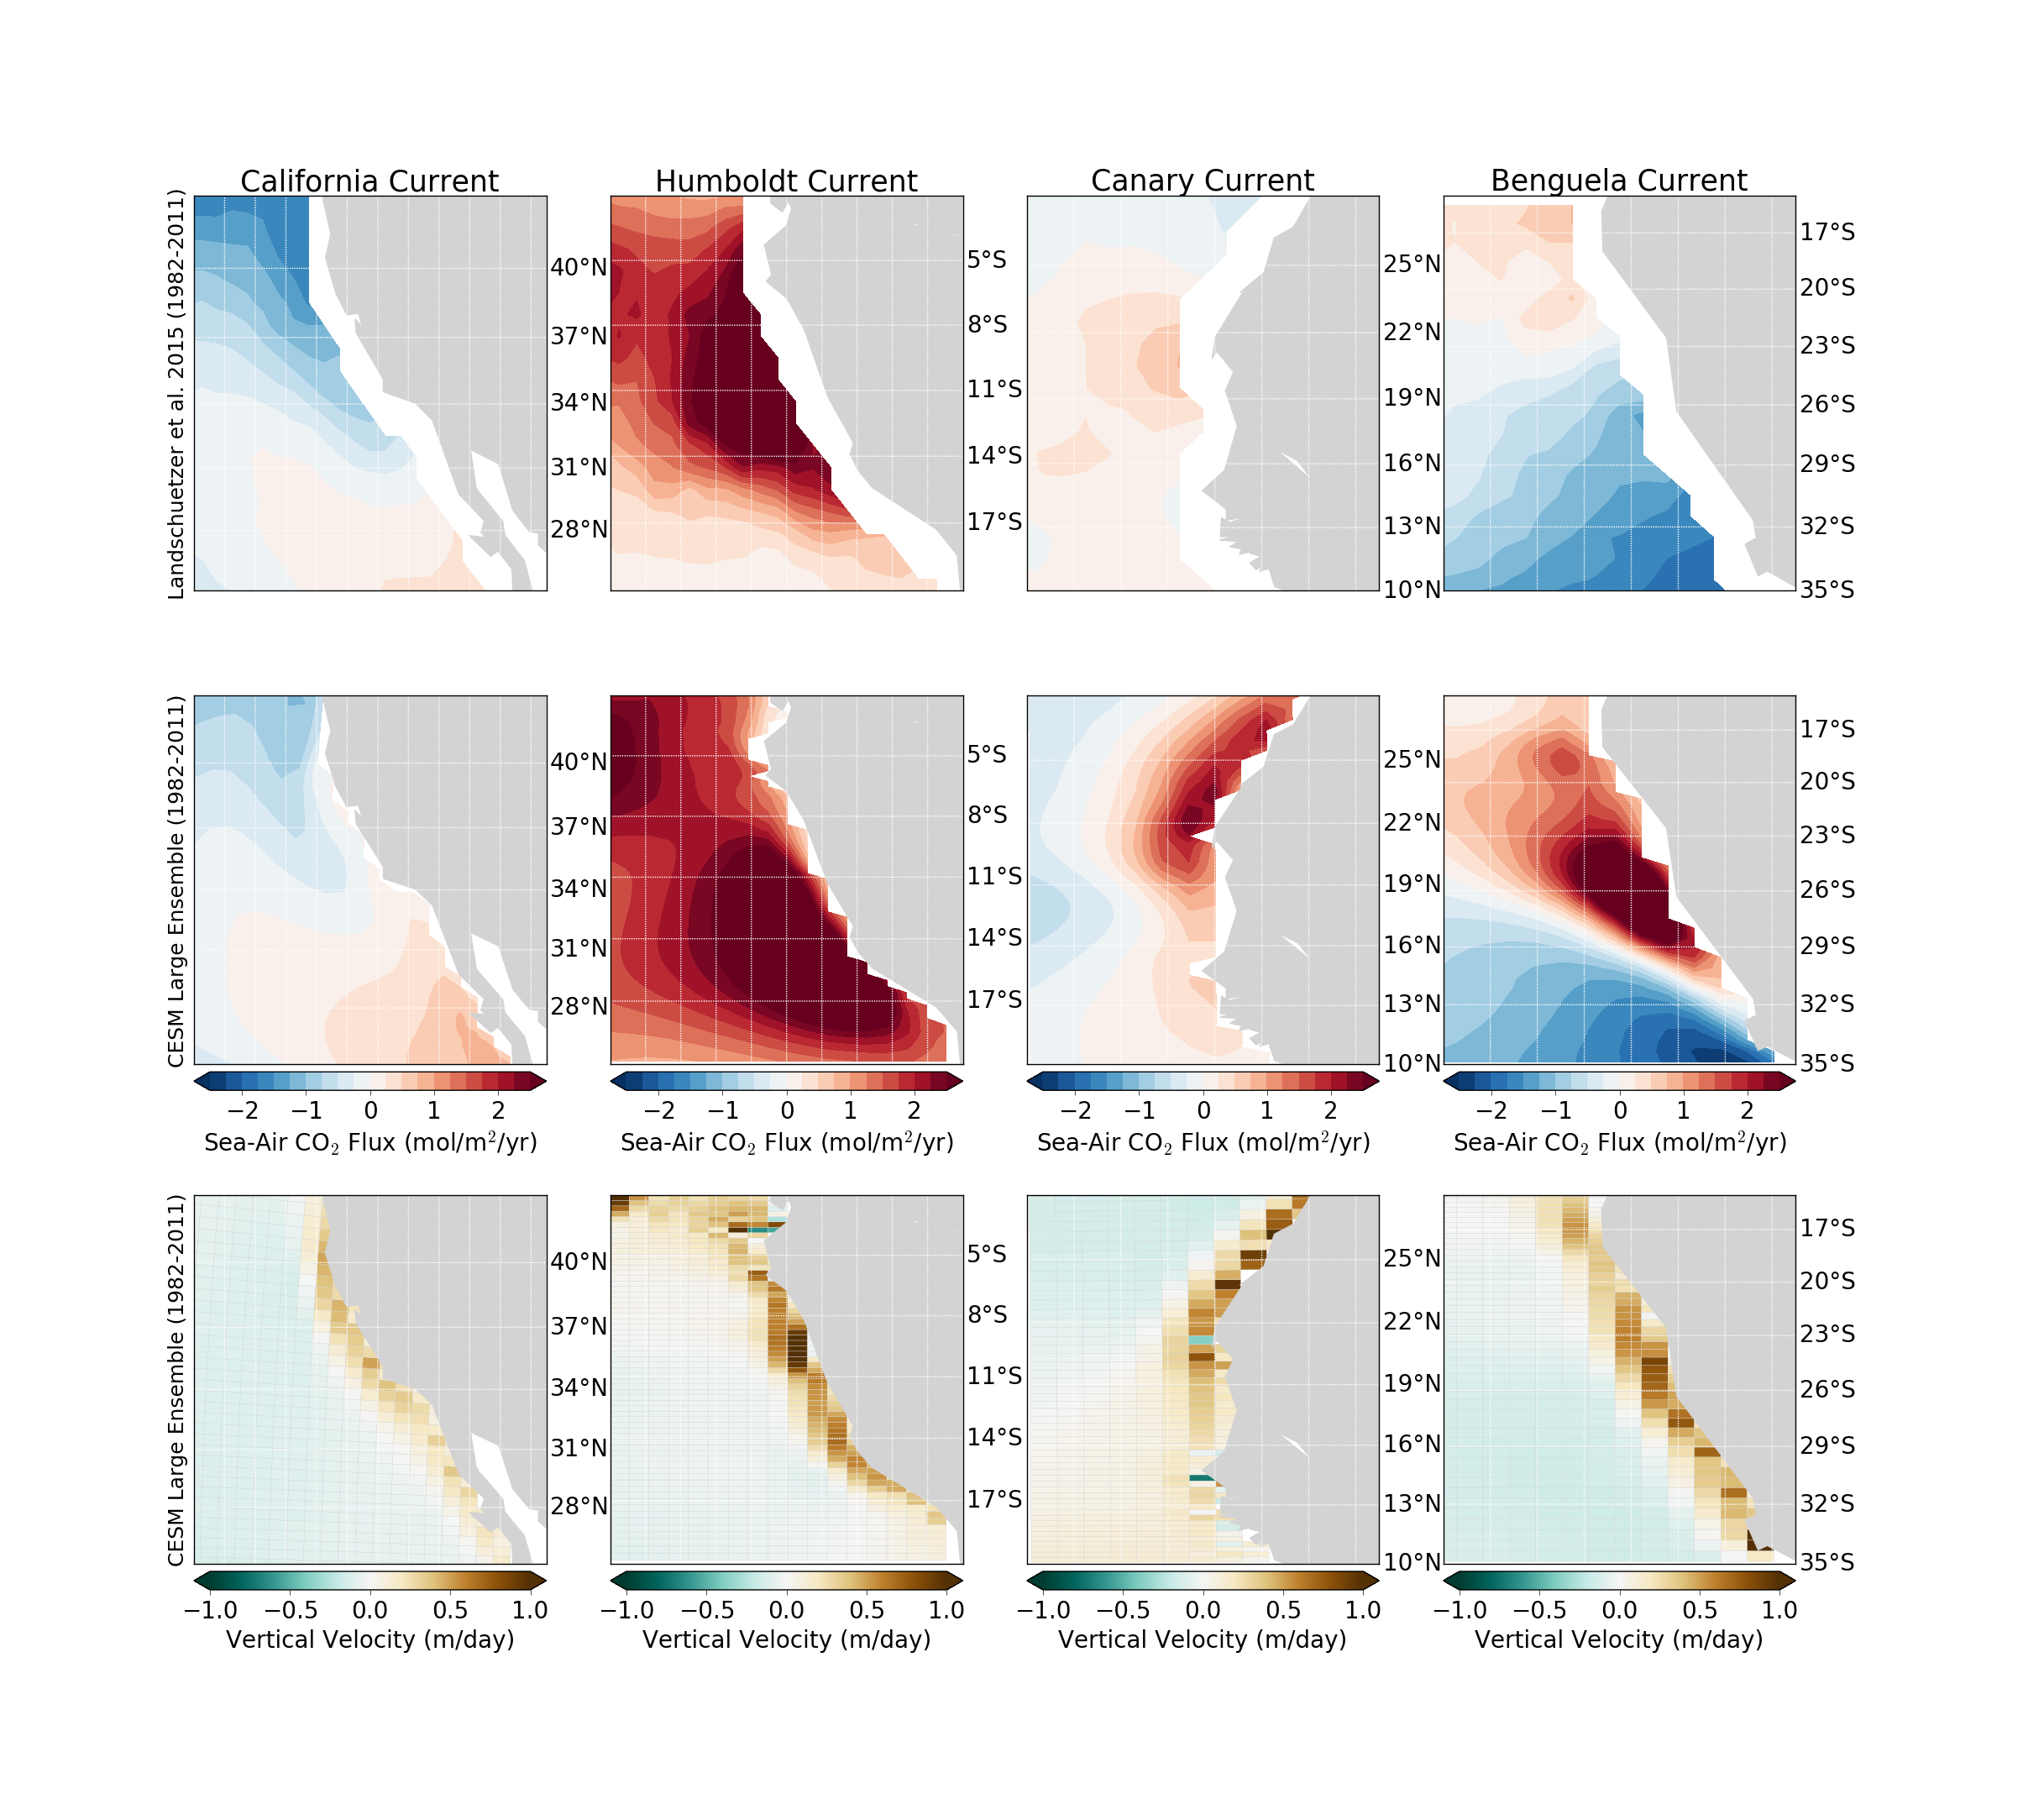 California Current
Humboldt Current
Canary Current
Benguela Current
Landschuetzer et al. 2015 (1982-2011)
40°N
37°N
34°N
31°N
28°N
5°S
8°S
11°S
14°S
17°S
25°N
22°N
19°N
16°N
13°N
10°N
17°S
20°S
23°S
26°S
29°S
32°S
35°S
CESM Large Ensemble (1982-2011)
40°N
37°N
34°N
31°N
28°N
5°S
8°S
11°S
14°S
17°S
25°N
22°N
19°N
16°N
13°N
10°N
17°S
20°S
23°S
26°S
29°S
32°S
35°S
−2 −1 0 1 2
Sea-Air CO₂ Flux (mol/m²/yr)
−2 −1 0 1 2
Sea-Air CO₂ Flux (mol/m²/yr)
−2 −1 0 1 2
Sea-Air CO₂ Flux (mol/m²/yr)
−2 −1 0 1 2
Sea-Air CO₂ Flux (mol/m²/yr)
CESM Large Ensemble (1982-2011)
40°N
37°N
34°N
31°N
28°N
5°S
8°S
11°S
14°S
17°S
25°N
22°N
19°N
16°N
13°N
10°N
17°S
20°S
23°S
26°S
29°S
32°S
35°S
−1.0 −0.5 0.0 0.5 1.0
Vertical Velocity (m/day)
−1.0 −0.5 0.0 0.5 1.0
Vertical Velocity (m/day)
−1.0 −0.5 0.0 0.5 1.0
Vertical Velocity (m/day)
−1.0 −0.5 0.0 0.5 1.0
Vertical Velocity (m/day)